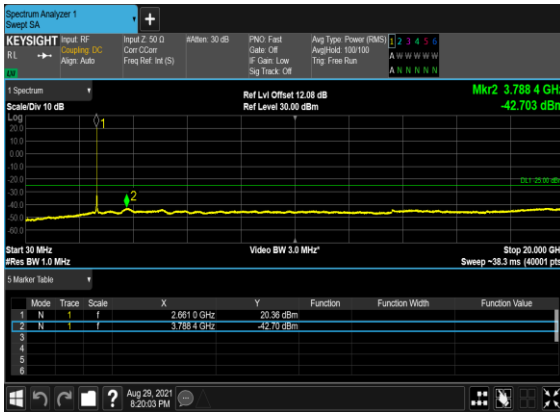 Spectrum Analyzer 1
Swept SA
KEYSIGHT
RL
Input: RF
Coupling: DC
Align: Auto
Input Z: 50 Ω
Corr CCorr
Freq Ref: Int (S)
#Atten: 30 dB
PNO: Fast
Gate: Off
IF Gain: Low
Sig Track: Off
Avg Type: Power (RMS)
Avg|Hold: 100/100
Trig: Free Run
1 2 3 4 5 6
A W W W W W
A N N N N N
1 Spectrum
Scale/Div 10 dB
Ref Lvl Offset 12.08 dB
Ref Level 30.00 dBm
Mkr2 3.788 4 GHz
-42.703 dBm
Log
20.0
10.0
0.00
-10.0
-20.0
-30.0
-40.0
-50.0
-60.0
1
2
DL1 -25.00 dBm
Start 30 MHz
#Res BW 1.0 MHz
Video BW 3.0 MHz*
Stop 20.000 GHz
Sweep ~38.3 ms (40001 pts)
5 Marker Table
Mode Trace Scale X Y Function Function Width Function Value
1 N 1 f 2.661 0 GHz 20.36 dBm
2 N 1 f 3.788 4 GHz -42.70 dBm
3
4
5
6
Aug 29, 2021
8:20:03 PM